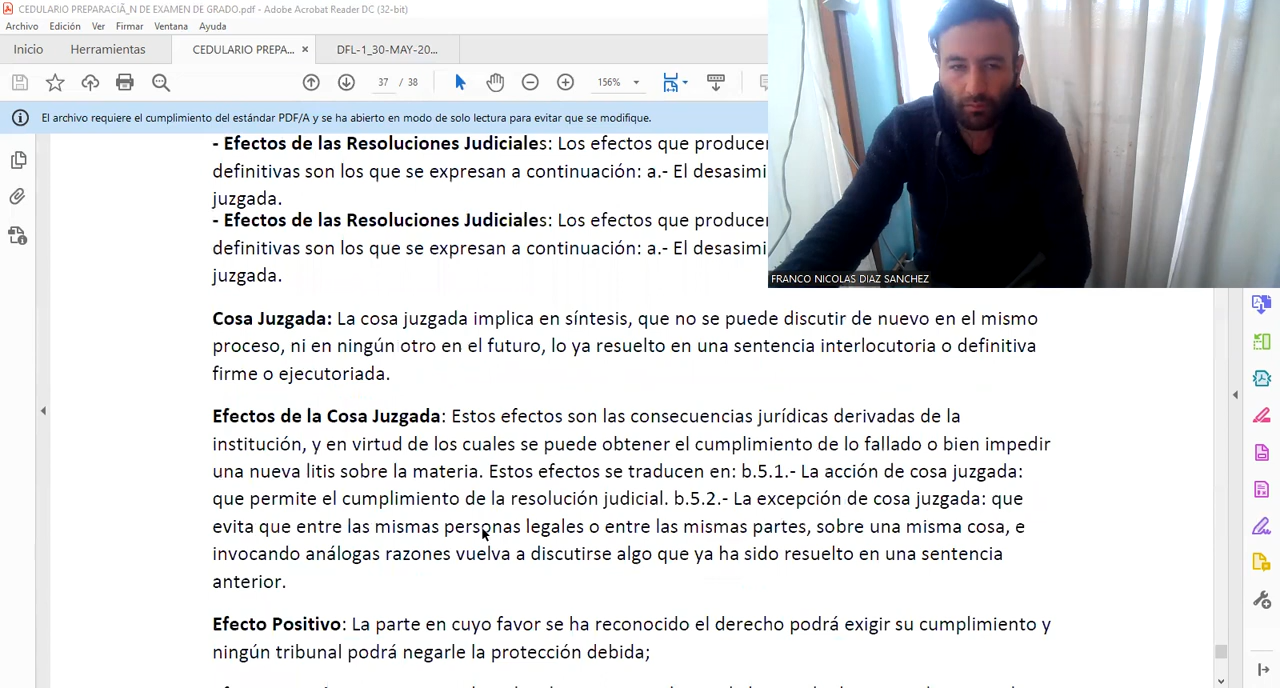 CEDULARIO PREPARACIÃ_N DE EXAMEN DE GRADO.pdf - Adobe Acrobat Reader DC (32-bit)
Archivo Edición Ver Firmar Ventana Ayuda
Inicio Herramientas CEDULARIO PREPA... × DFL-1_30-MAY-20...
37 / 38 156%
El archivo requiere el cumplimiento del estándar PDF/A y se ha abierto en modo de solo lectura para evitar que se modifique.
- Efectos de las Resoluciones Judiciales: Los efectos que producen
definitivas son los que se expresan a continuación: a.- El desasimi
juzgada.
- Efectos de las Resoluciones Judiciales: Los efectos que producen
definitivas son los que se expresan a continuación: a.- El desasimi
juzgada.
FRANCO NICOLAS DIAZ SANCHEZ
Cosa Juzgada: La cosa juzgada implica en síntesis, que no se puede discutir de nuevo en el mismo
proceso, ni en ningún otro en el futuro, lo ya resuelto en una sentencia interlocutoria o definitiva
firme o ejecutoriada.
Efectos de la Cosa Juzgada: Estos efectos son las consecuencias jurídicas derivadas de la
institución, y en virtud de los cuales se puede obtener el cumplimiento de lo fallado o bien impedir
una nueva litis sobre la materia. Estos efectos se traducen en: b.5.1.- La acción de cosa juzgada:
que permite el cumplimiento de la resolución judicial. b.5.2.- La excepción de cosa juzgada: que
evita que entre las mismas personas legales o entre las mismas partes, sobre una misma cosa, e
invocando análogas razones vuelva a discutirse algo que ya ha sido resuelto en una sentencia
anterior.
Efecto Positivo: La parte en cuyo favor se ha reconocido el derecho podrá exigir su cumplimiento y
ningún tribunal podrá negarle la protección debida;